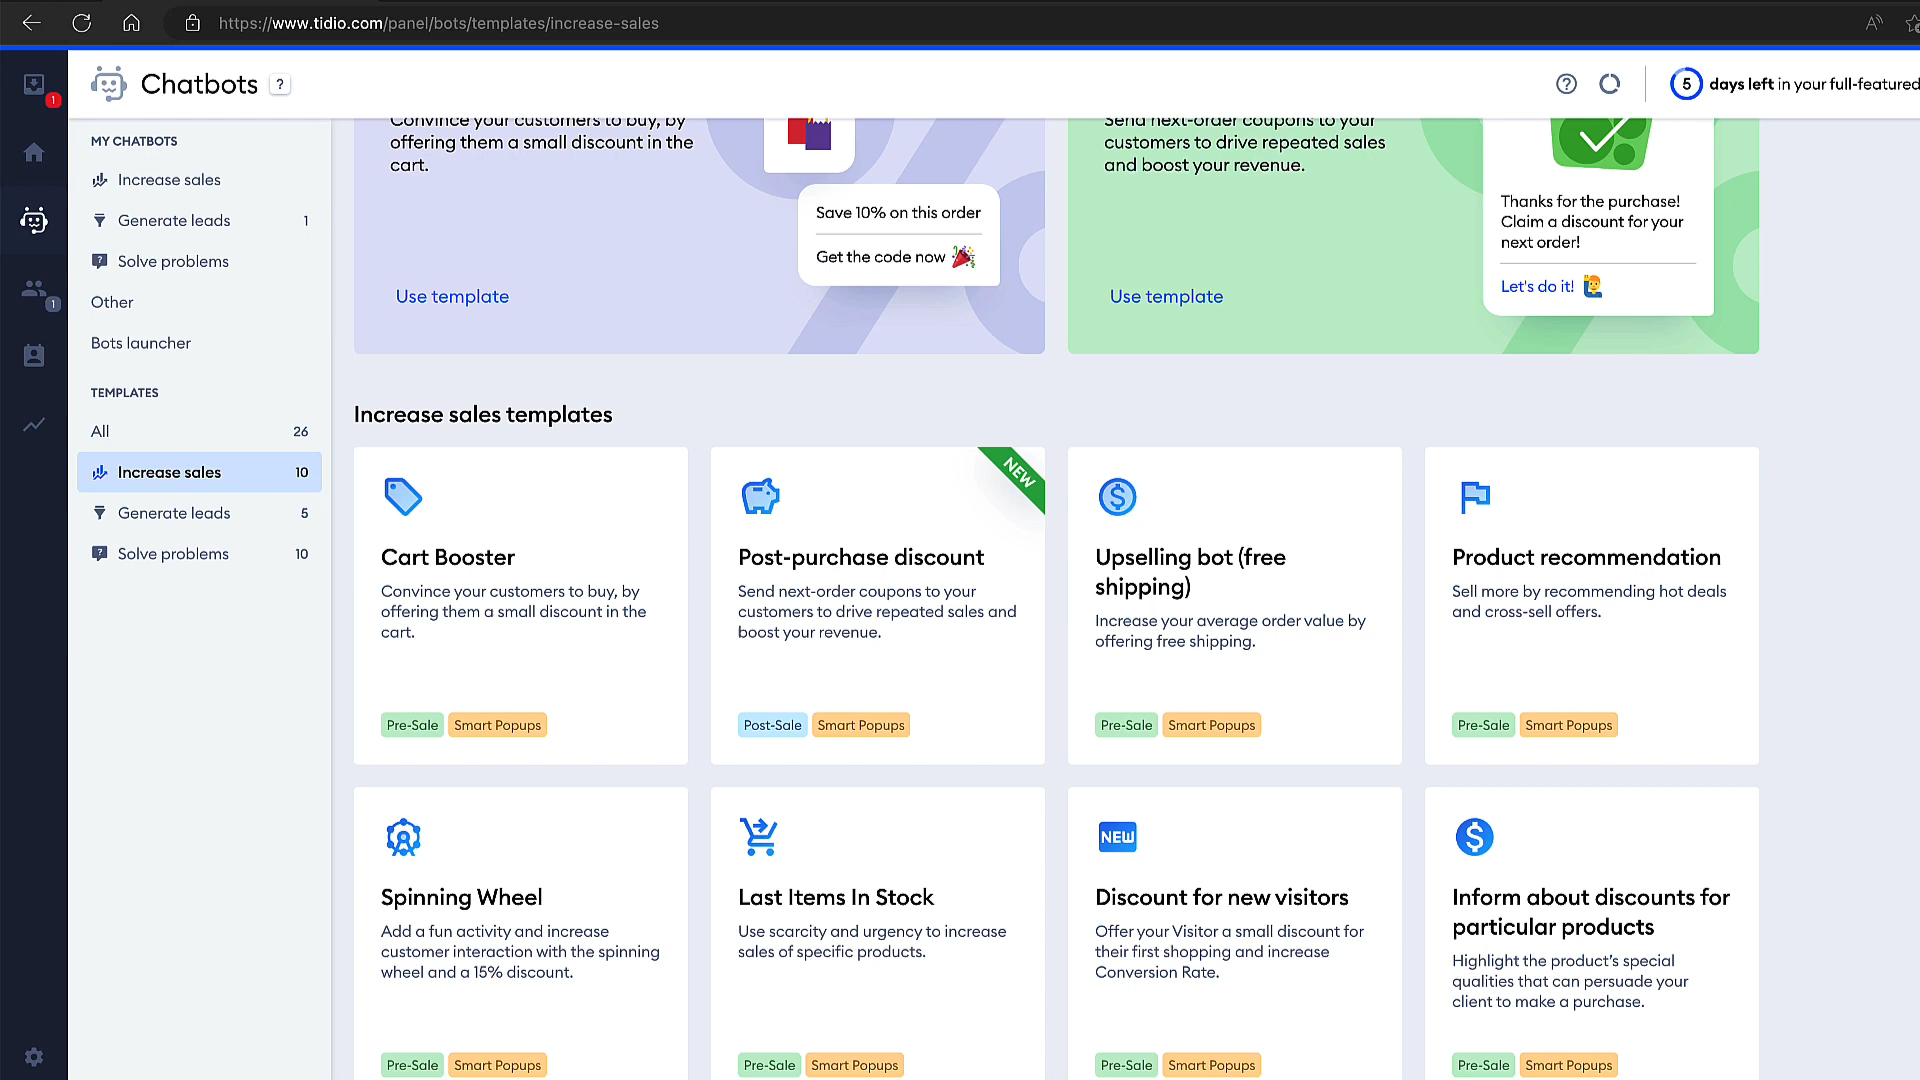 https://www.tidio.com/panel/bots/templates/increase-sales
1
Chatbots ?
5 days left in your full-featured
MY CHATBOTS
Increase sales
Generate leads 1
Solve problems
1
Other
Bots launcher
TEMPLATES
All 26
Increase sales 10
Generate leads 5
Solve problems 10
Convince your customers to buy, by
offering them a small discount in the
cart.
Save 10% on this order
Get the code now
Use template
Send next-order coupons to your
customers to drive repeated sales
and boost your revenue.
Thanks for the purchase!
Claim a discount for your
next order!
Let's do it!
Use template
Increase sales templates
Cart Booster
Convince your customers to buy, by
offering them a small discount in the
cart.
Pre-Sale Smart Popups
NEW
Post-purchase discount
Send next-order coupons to your
customers to drive repeated sales and
boost your revenue.
Post-Sale Smart Popups
Upselling bot (free
shipping)
Increase your average order value by
offering free shipping.
Pre-Sale Smart Popups
Product recommendation
Sell more by recommending hot deals
and cross-sell offers.
Pre-Sale Smart Popups
Spinning Wheel
Add a fun activity and increase
customer interaction with the spinning
wheel and a 15% discount.
Pre-Sale Smart Popups
Last Items In Stock
Use scarcity and urgency to increase
sales of specific products.
Pre-Sale Smart Popups
NEW
Discount for new visitors
Offer your Visitor a small discount for
their first shopping and increase
Conversion Rate.
Pre-Sale Smart Popups
Inform about discounts for
particular products
Highlight the product's special
qualities that can persuade your
client to make a purchase.
Pre-Sale Smart Popups